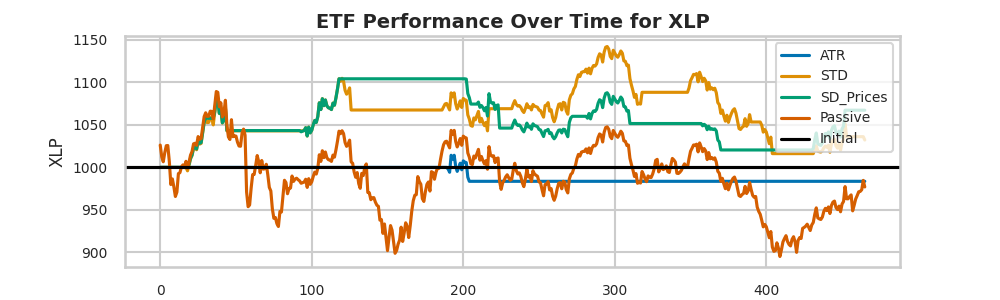 ETF Performance Over Time for XLP
XLP
1150
1100
1050
1000
950
900
0
100
200
300
400
ATR
STD
SD_Prices
Passive
Initial